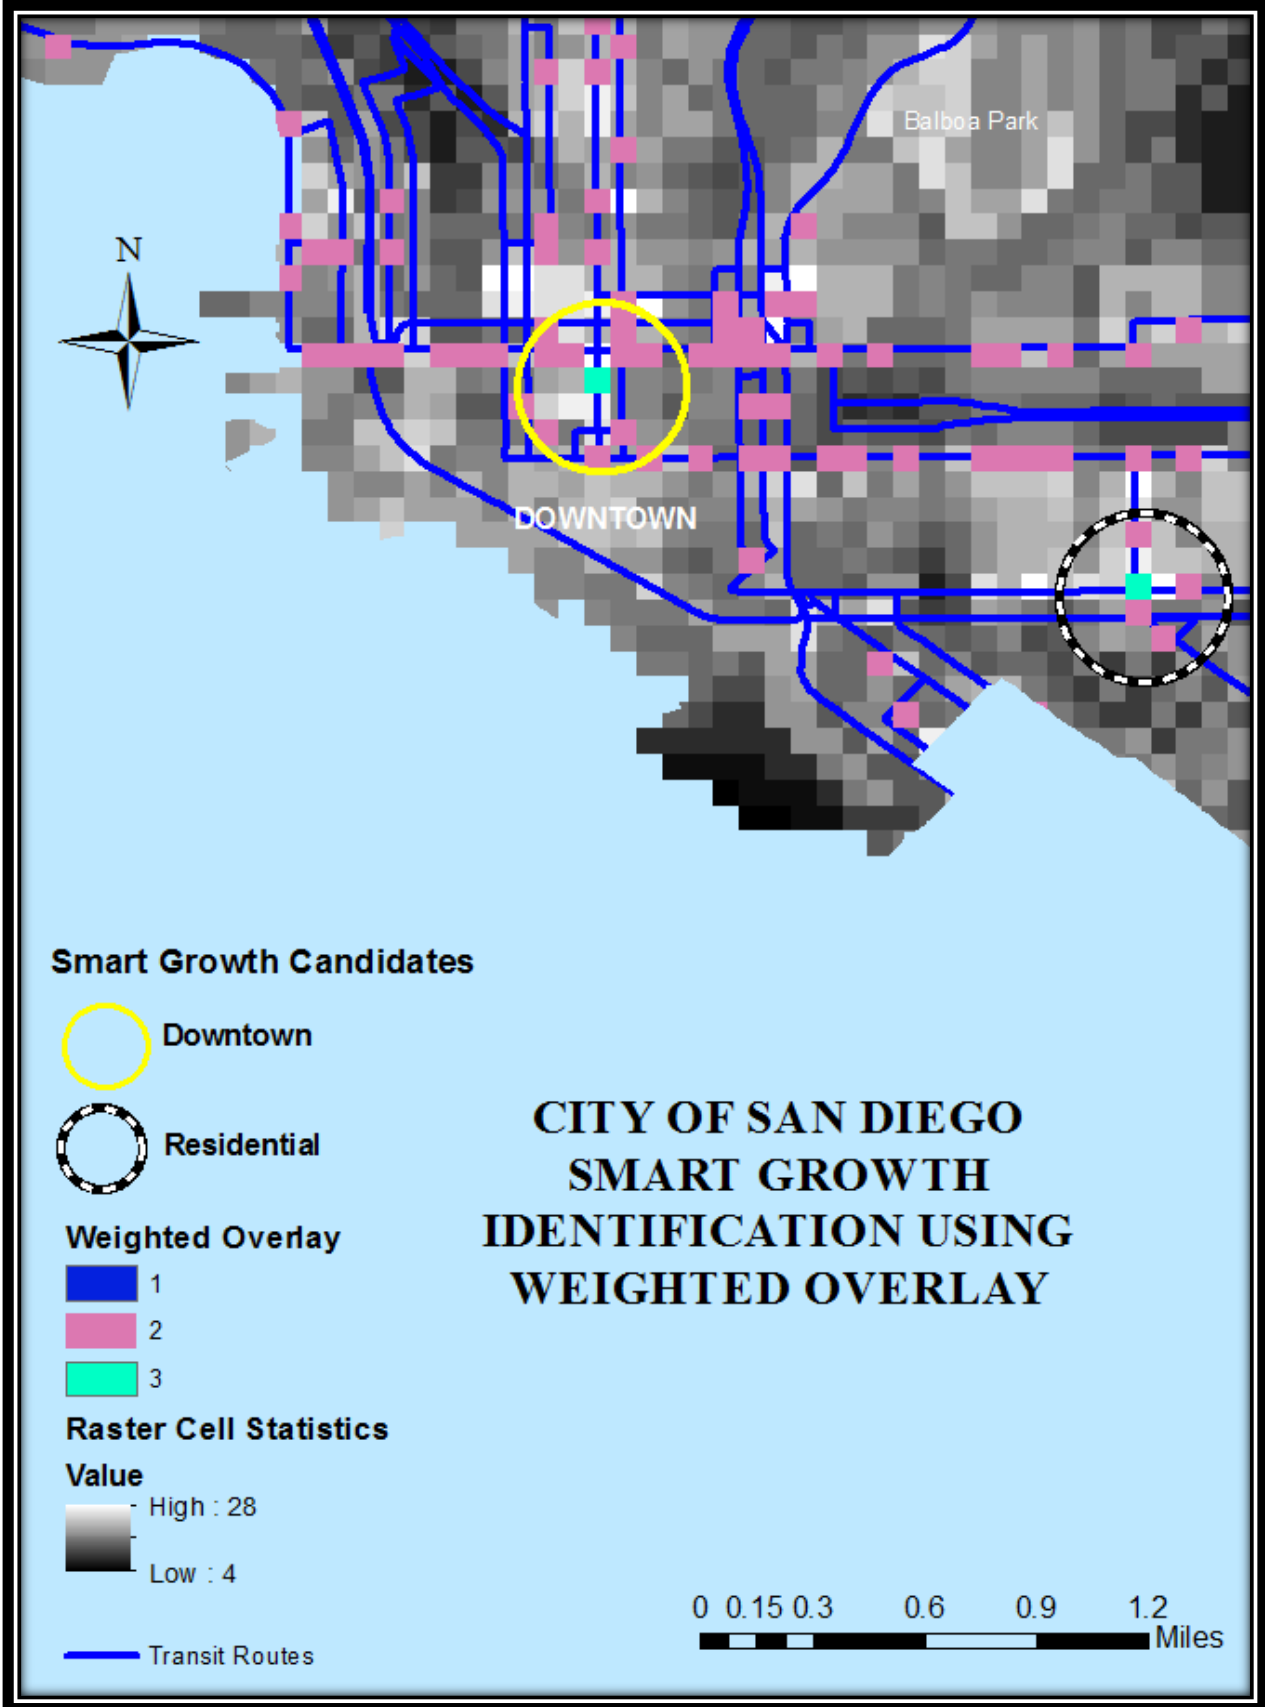 Balboa Park
N
DOWNTOWN
Smart Growth Candidates
Downtown
Residential
CITY OF SAN DIEGO
SMART GROWTH
IDENTIFICATION USING
WEIGHTED OVERLAY
Weighted Overlay
1
2
3
Raster Cell Statistics
Value
High : 28
Low : 4
0 0.15 0.3 0.6 0.9 1.2
Miles
Transit Routes